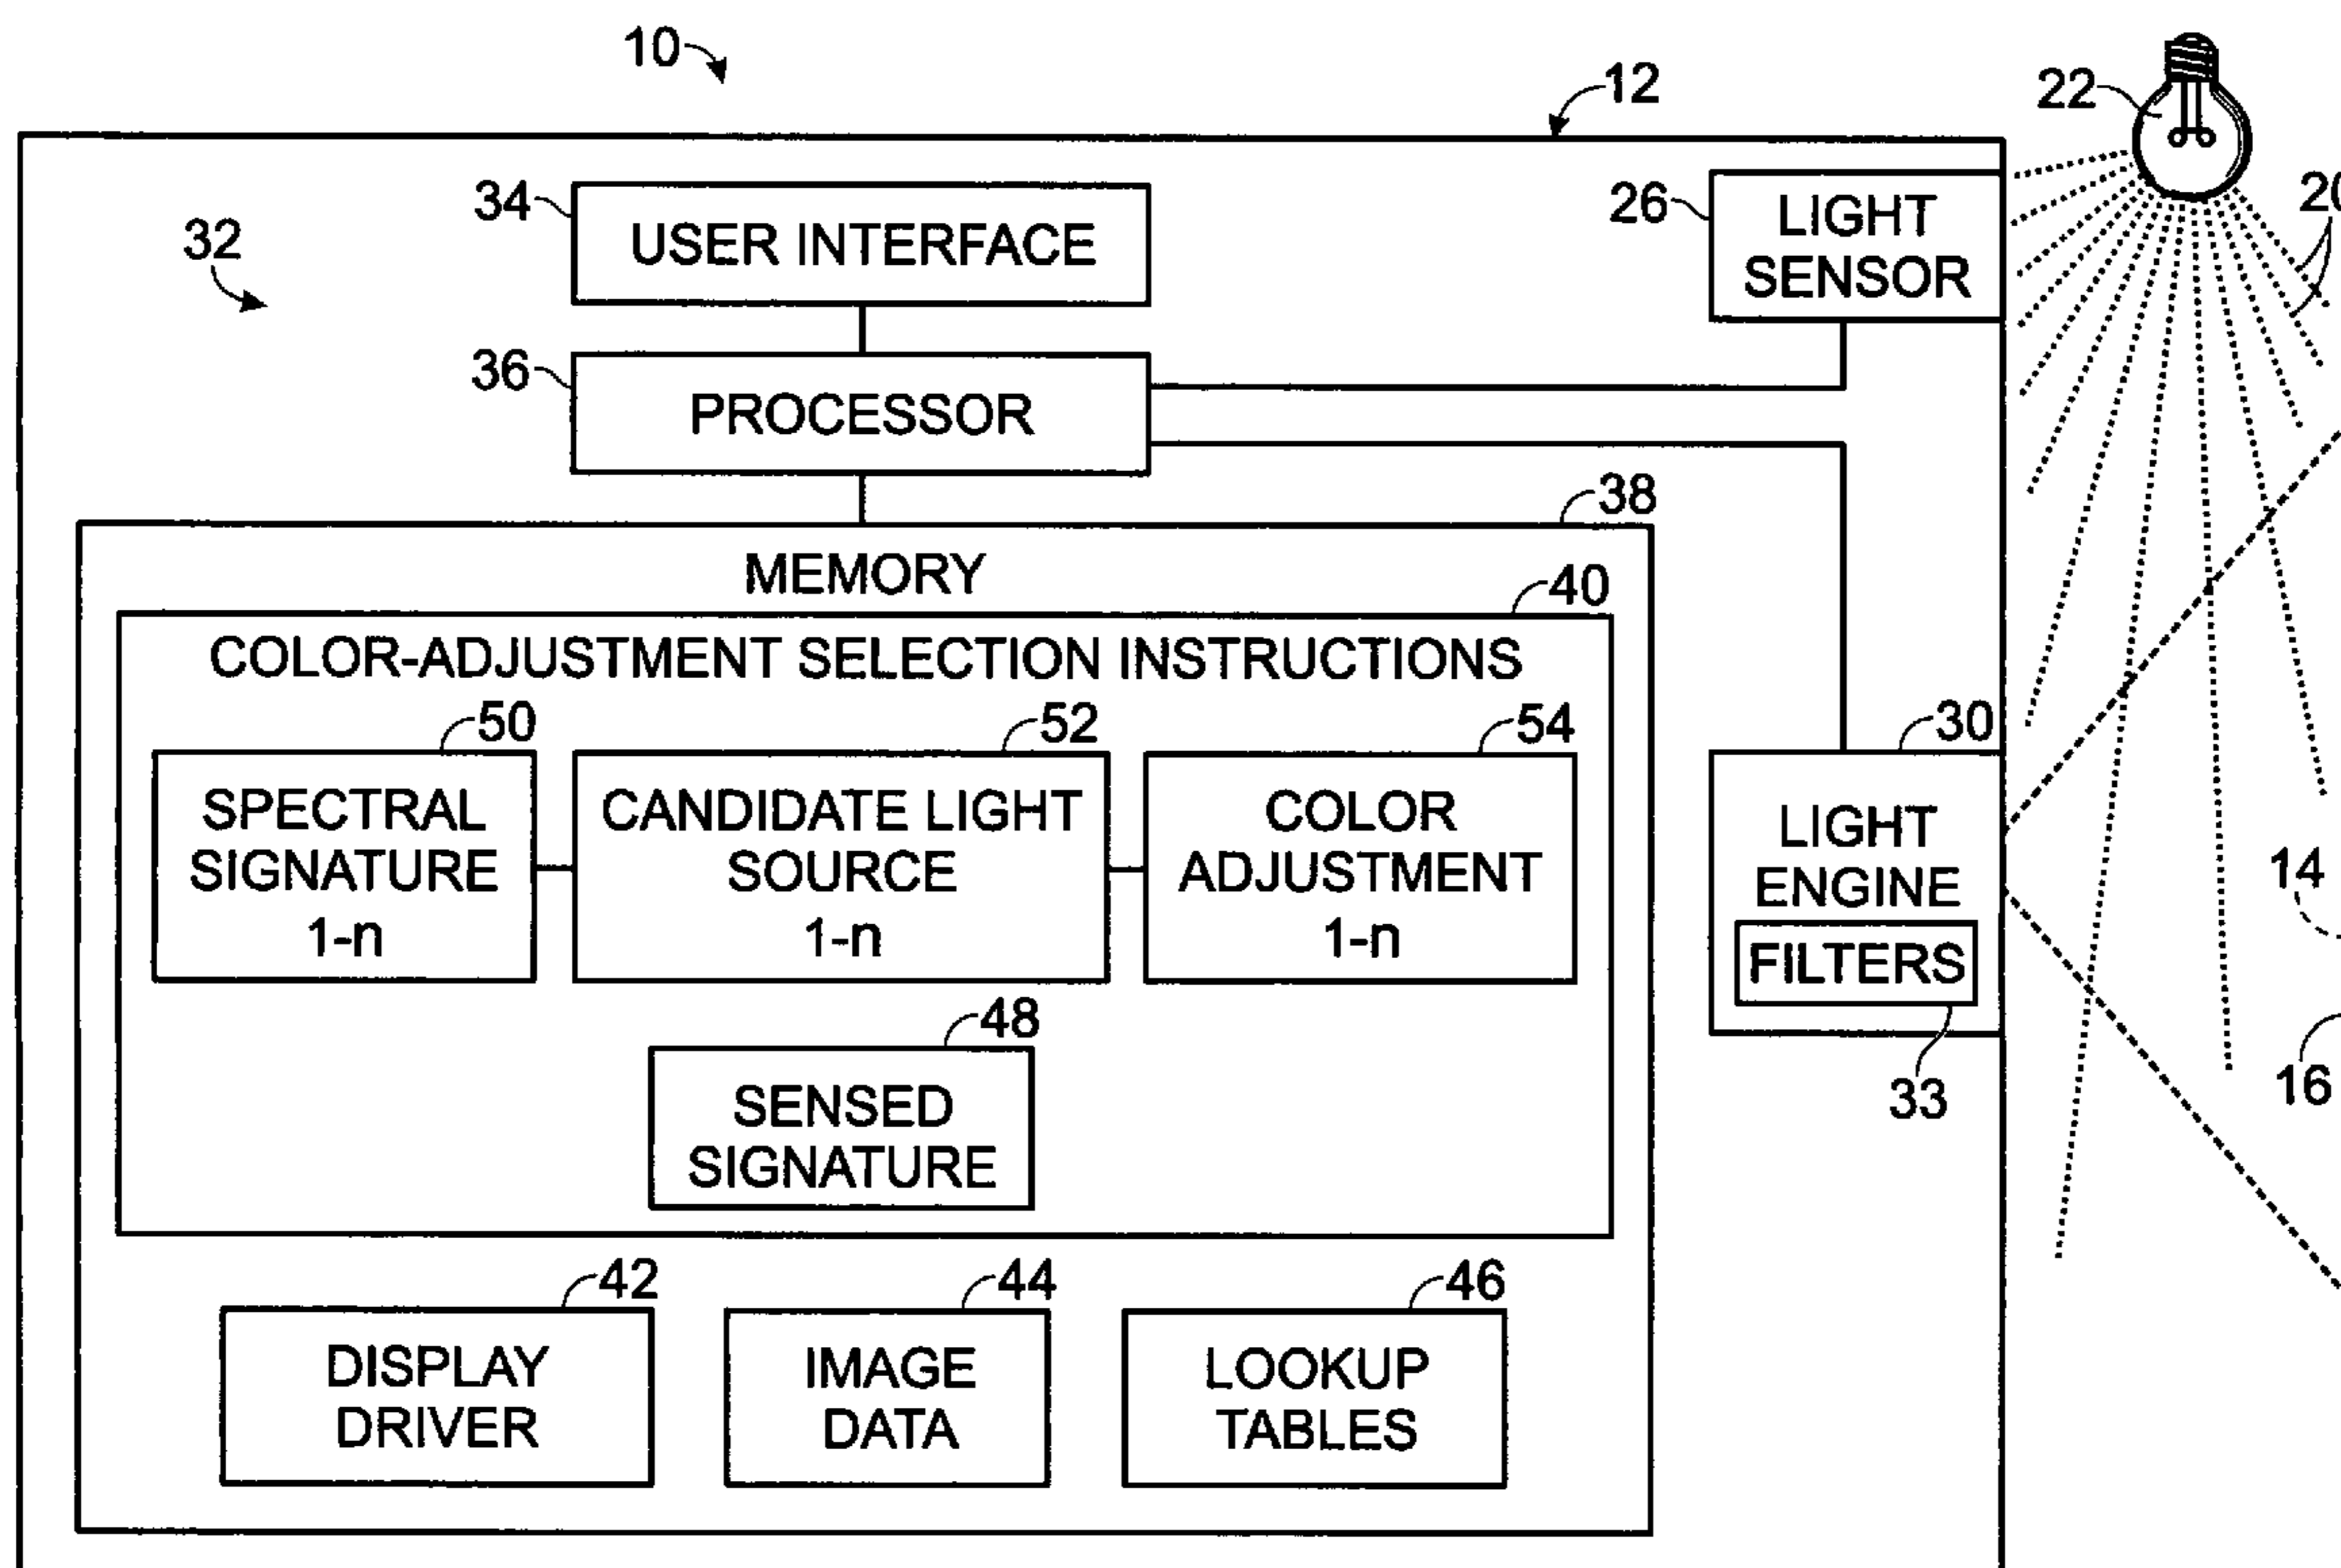 10
12
22
34
USER INTERFACE
26
LIGHT
SENSOR
20
32
36
PROCESSOR
38
MEMORY
40
COLOR-ADJUSTMENT SELECTION INSTRUCTIONS
50
SPECTRAL
SIGNATURE
1-n
52
CANDIDATE LIGHT
SOURCE
1-n
54
COLOR
ADJUSTMENT
1-n
30
LIGHT
ENGINE
FILTERS
33
14
16
48
SENSED
SIGNATURE
42
DISPLAY
DRIVER
44
IMAGE
DATA
46
LOOKUP
TABLES